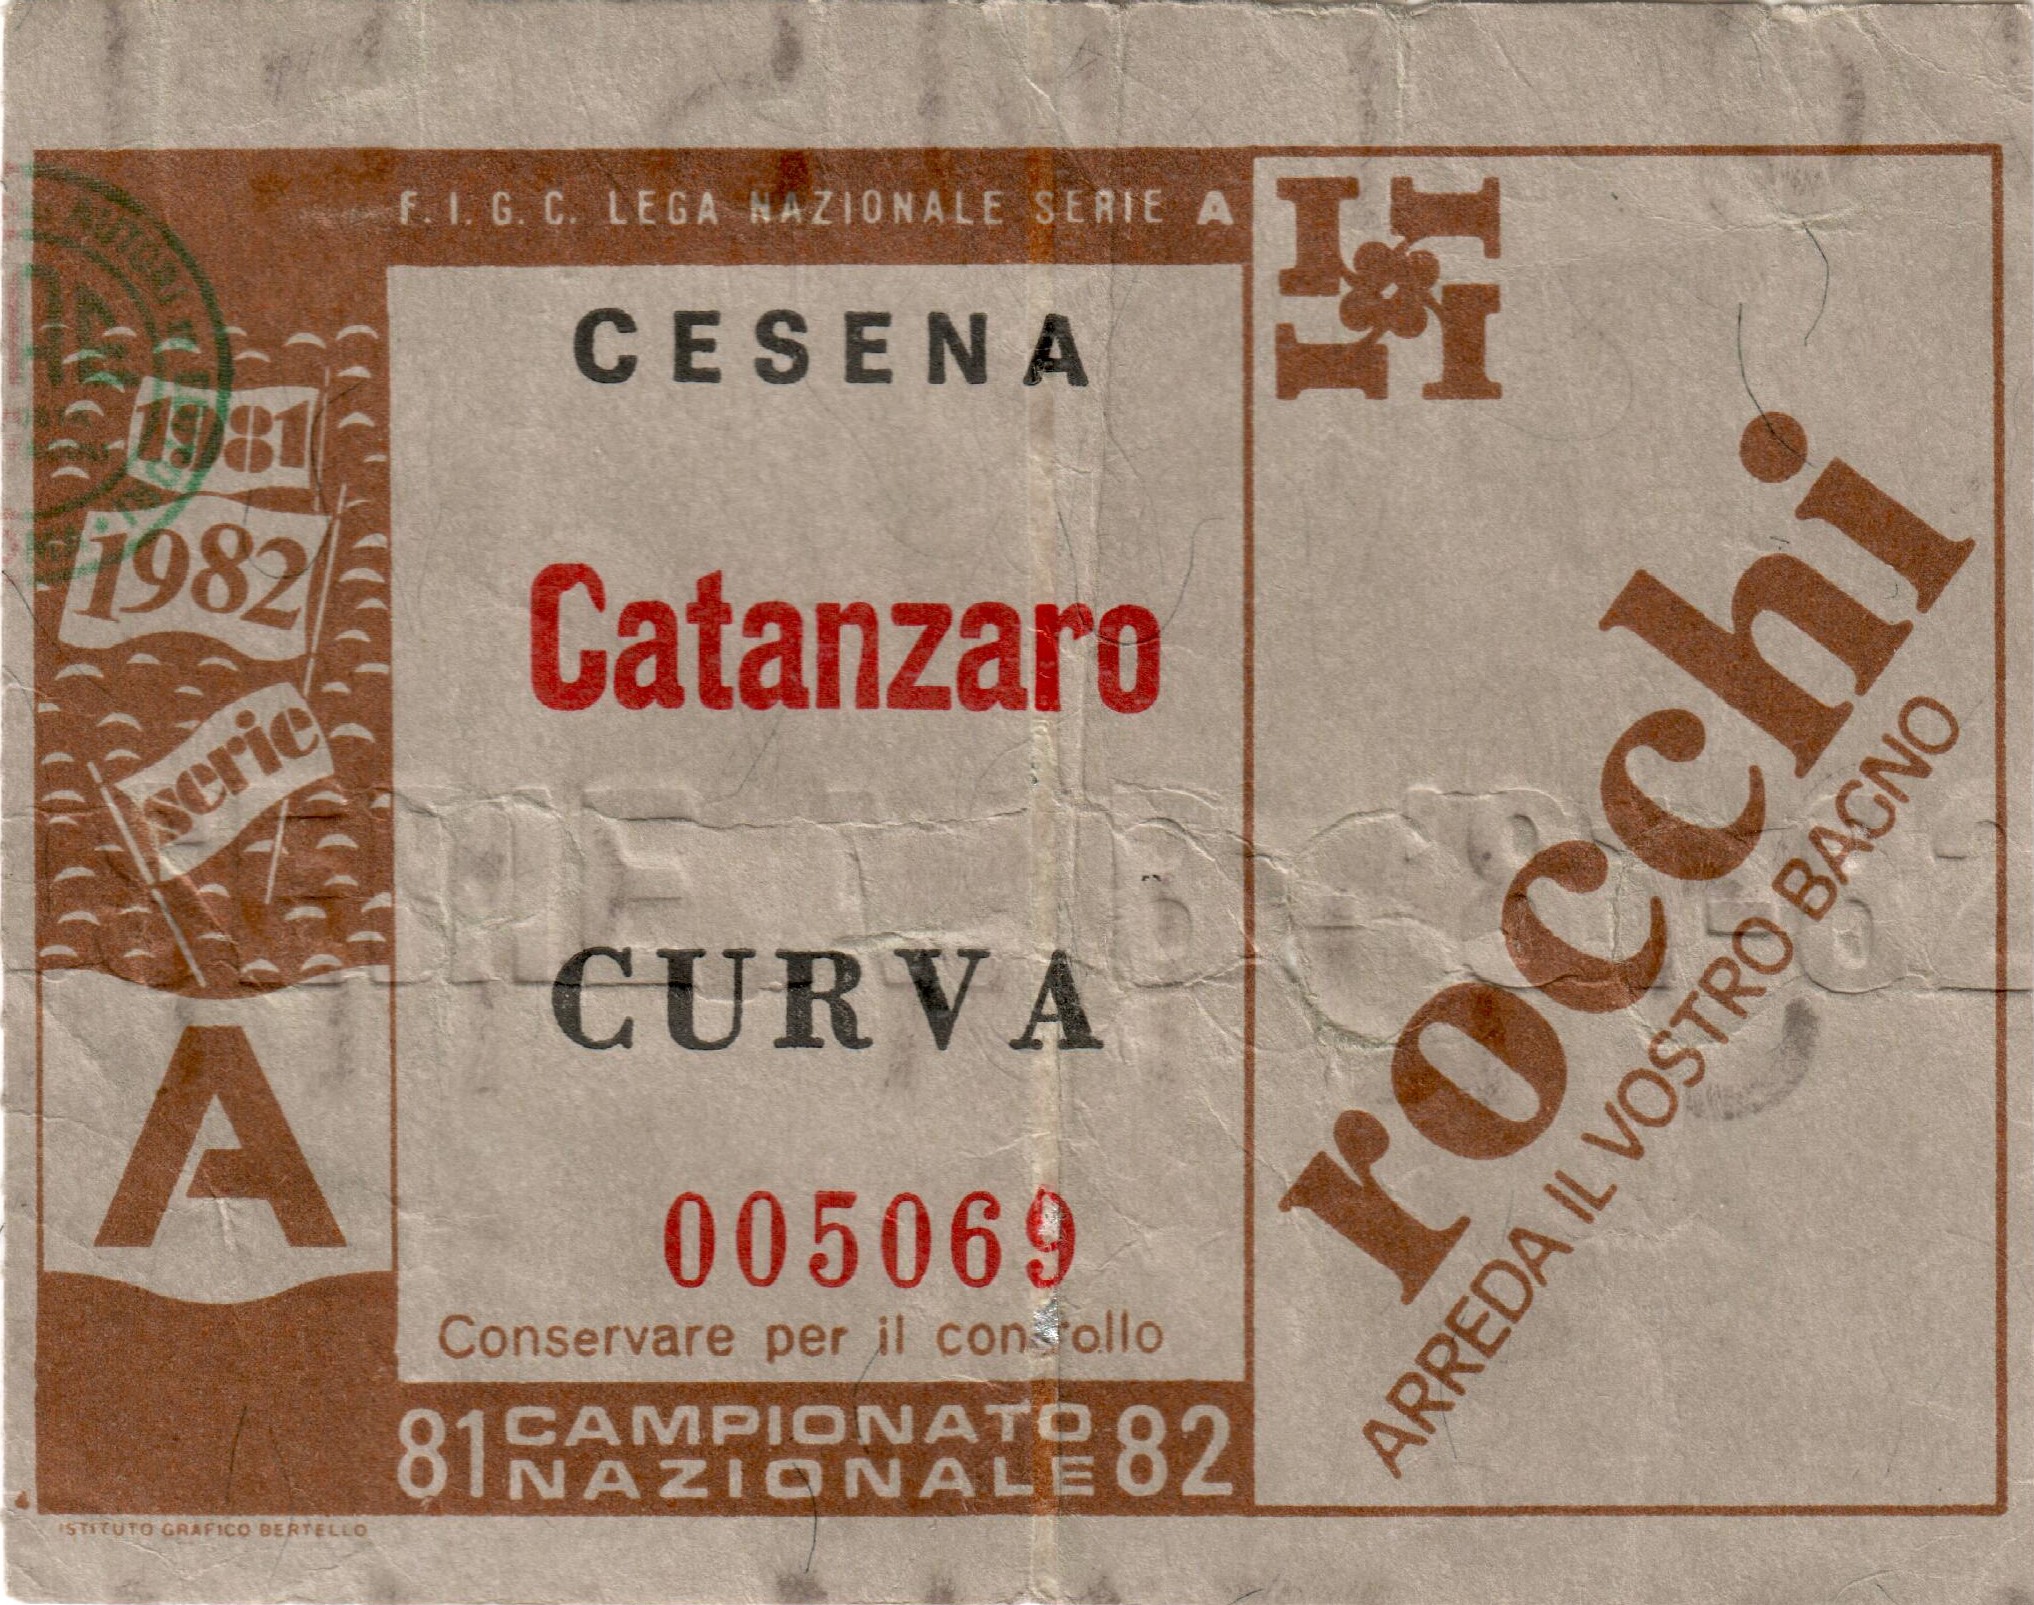 F. I. G. C. LEGA NAZIONALE SERIE A
1981
1982
serie
A
CESENA
Catanzaro
CURVA
005069
Conservare per il controllo
81 CAMPIONATO NAZIONALE 82
ISTITUTO GRAFICO BERTELLO
rocchi
ARREDA IL VOSTRO BAGNO